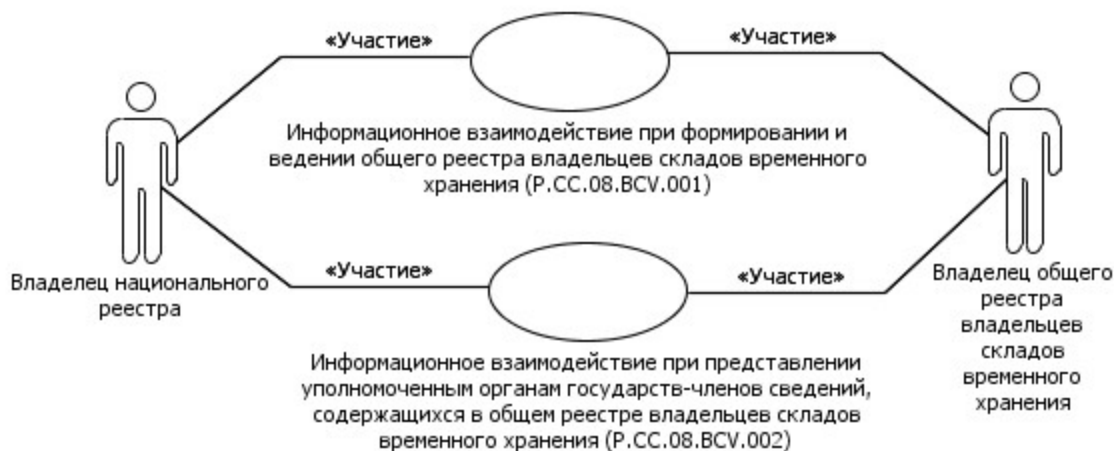 «Участие»
«Участие»
Информационное взаимодействие при формировании и
ведении общего реестра владельцев складов временного
хранения (P.CC.08.BCV.001)
«Участие»
«Участие»
Владелец национального
реестра
Владелец общего
реестра
владельцев
складов
временного
хранения
Информационное взаимодействие при представлении
уполномоченным органам государств-членов сведений,
содержащихся в общем реестре владельцев складов
временного хранения (P.CC.08.BCV.002)